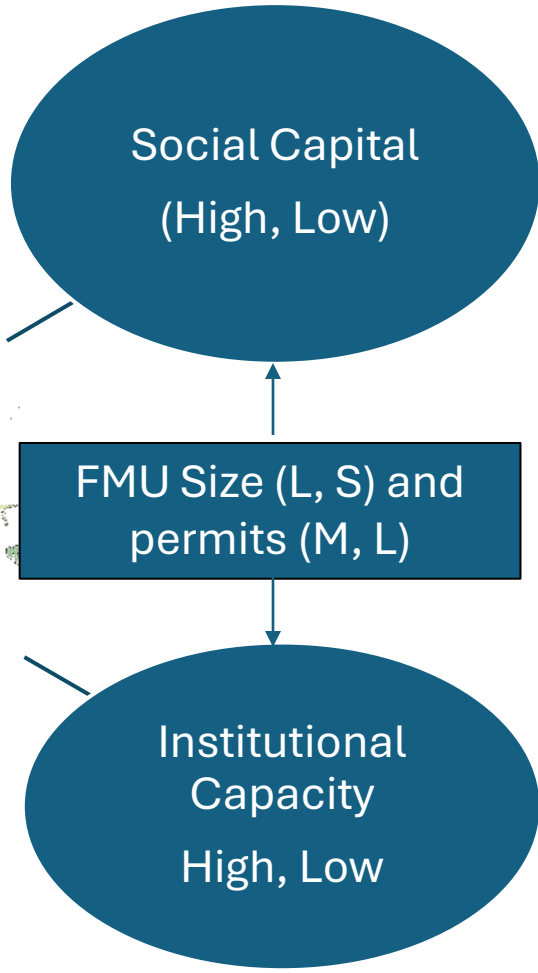 Social Capital
(High, Low)
FMU Size (L, S) and
permits (M, L)
Institutional
Capacity
High, Low